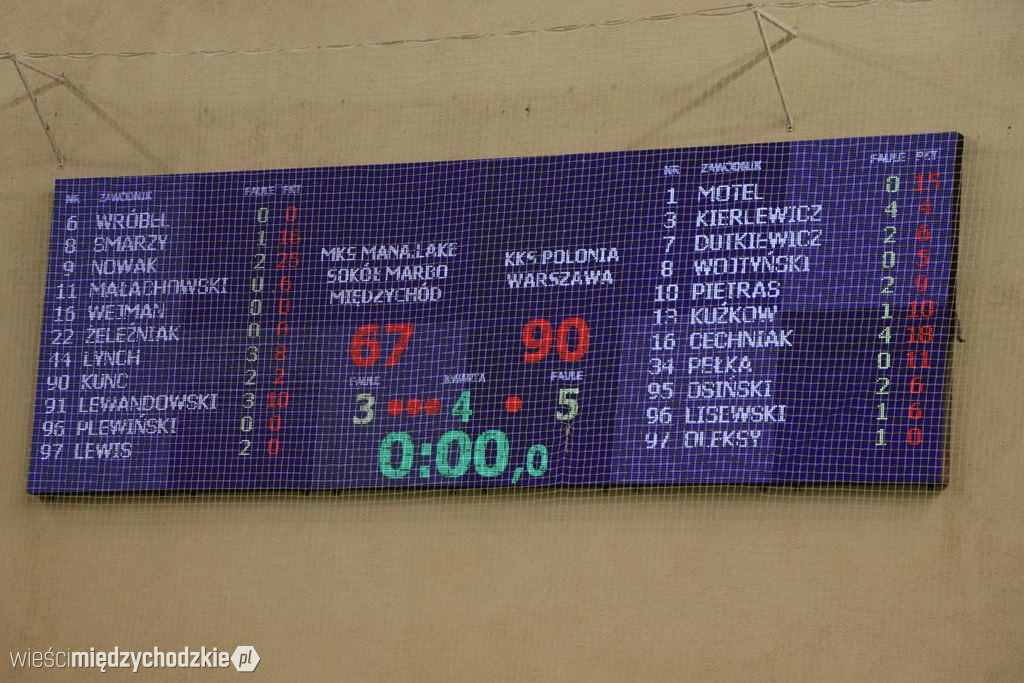 NR ZAWODNIK FAULE PKT
6 WRÓBEL 0 0
8 SMARZY 1 16
9 NOWAK 2 25
11 MAŁACHOWSKI 0 6
16 WEJMAN 0 0
22 ŻELEŹNIAK 0 0
44 LYNCH 3 8
90 KUNC 2 2
91 LEWANDOWSKI 3 10
96 PLEWIŃSKI 0 0
97 LEWIS 2 0
MKS MANA.LAKE
SOKÓŁ MARBO
MIĘDZYCHÓD
KKS POLONIA
WARSZAWA
67 90
FAULE KWARTA FAULE
3 4 5
0:00,0
NR ZAWODNIK FAULE PKT
1 MOTEL 0 15
3 KIERLEWICZ 4 4
7 DUTKIEWICZ 2 6
8 WOJTYŃSKI 0 5
10 PIETRAS 2 9
13 KUŹKOW 1 10
16 CECHNIAK 4 18
34 PEŁKA 0 11
95 OSIŃSKI 2 6
96 LISEWSKI 1 6
97 OLEKSY 1 0
wieścimiędzychodzkie.pl